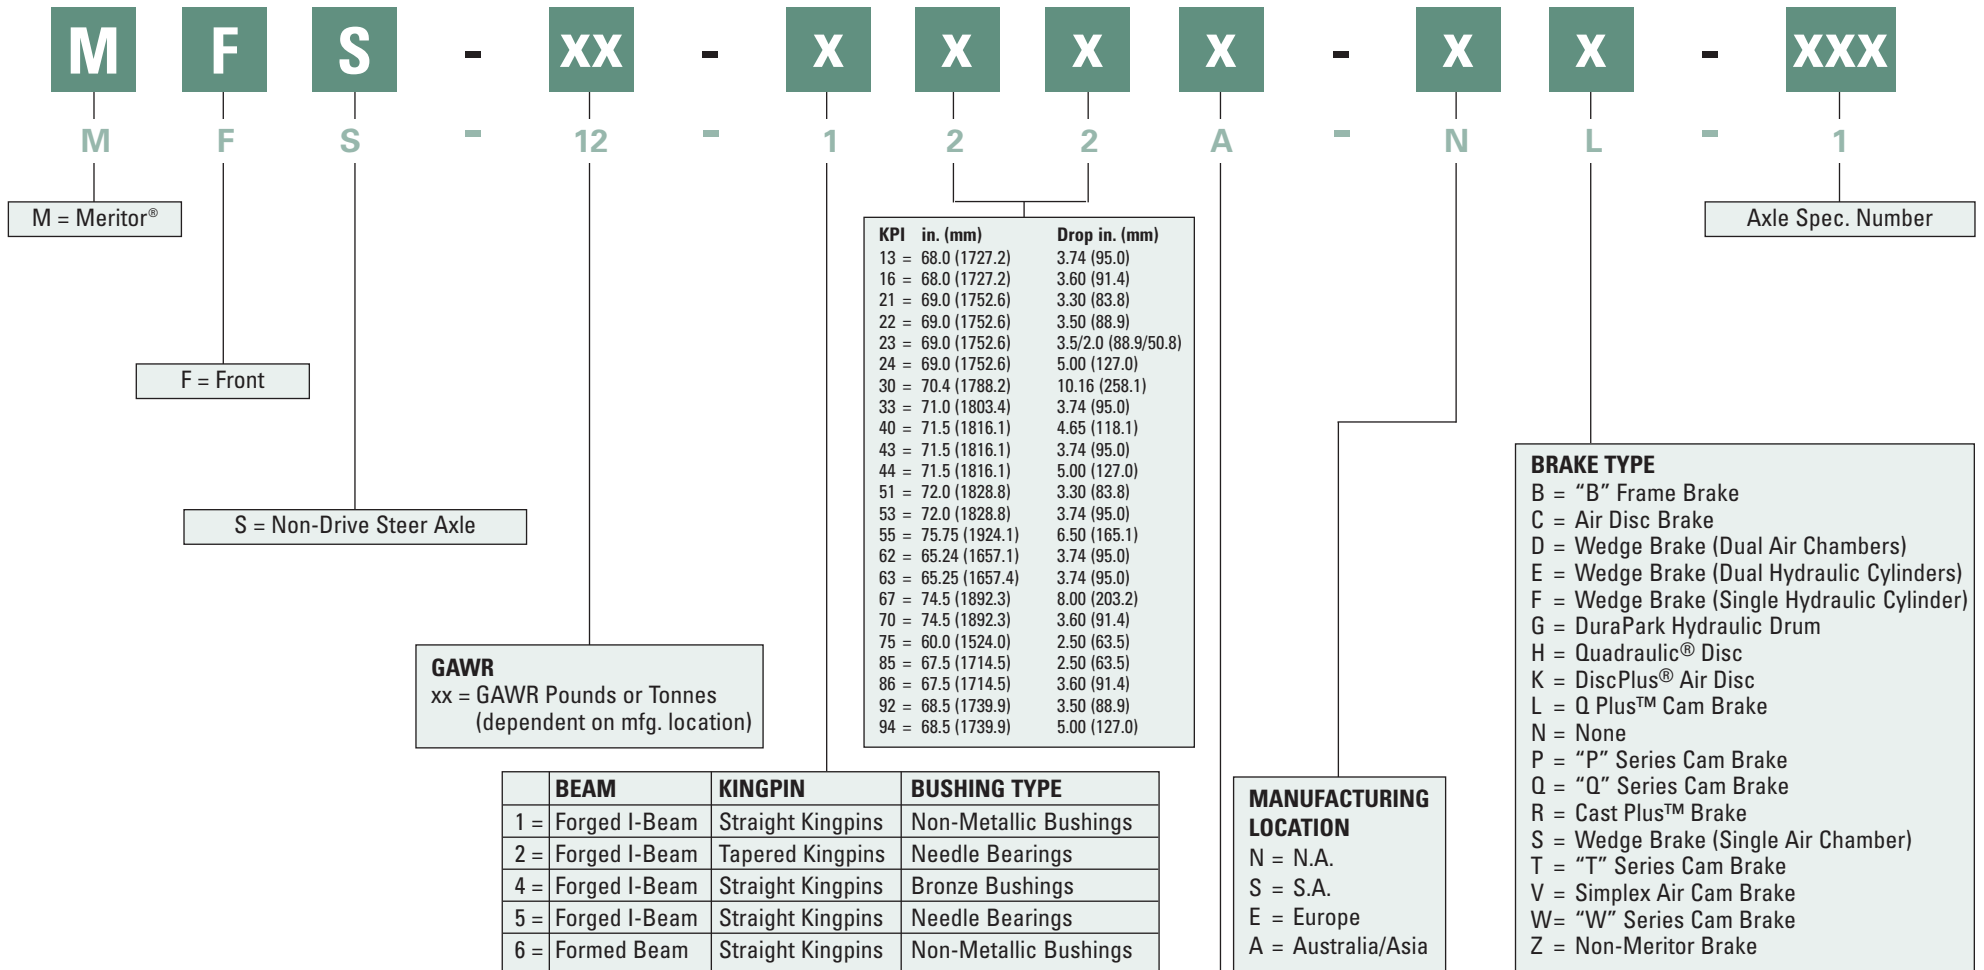 M F S - xx - x x x x - x x - xxx
M F S - 12 - 1 2 2 A - N L - 1
M = Meritor®
F = Front
S = Non-Drive Steer Axle
GAWR
xx = GAWR Pounds or Tonnes
(dependent on mfg. location)
KPI in. (mm) Drop in. (mm)
13 = 68.0 (1727.2) 3.74 (95.0)
16 = 68.0 (1727.2) 3.60 (91.4)
21 = 69.0 (1752.6) 3.30 (83.8)
22 = 69.0 (1752.6) 3.50 (88.9)
23 = 69.0 (1752.6) 3.5/2.0 (88.9/50.8)
24 = 69.0 (1752.6) 5.00 (127.0)
30 = 70.4 (1788.2) 10.16 (258.1)
33 = 71.0 (1803.4) 3.74 (95.0)
40 = 71.5 (1816.1) 4.65 (118.1)
43 = 71.5 (1816.1) 3.74 (95.0)
44 = 71.5 (1816.1) 5.00 (127.0)
51 = 72.0 (1828.8) 3.30 (83.8)
53 = 72.0 (1828.8) 3.74 (95.0)
55 = 75.75 (1924.1) 6.50 (165.1)
62 = 65.24 (1657.1) 3.74 (95.0)
63 = 65.25 (1657.4) 3.74 (95.0)
67 = 74.5 (1892.3) 8.00 (203.2)
70 = 74.5 (1892.3) 3.60 (91.4)
75 = 60.0 (1524.0) 2.50 (63.5)
85 = 67.5 (1714.5) 2.50 (63.5)
86 = 67.5 (1714.5) 3.60 (91.4)
92 = 68.5 (1739.9) 3.50 (88.9)
94 = 68.5 (1739.9) 5.00 (127.0)
BEAM KINGPIN BUSHING TYPE
1 = Forged I-Beam Straight Kingpins Non-Metallic Bushings
2 = Forged I-Beam Tapered Kingpins Needle Bearings
4 = Forged I-Beam Straight Kingpins Bronze Bushings
5 = Forged I-Beam Straight Kingpins Needle Bearings
6 = Formed Beam Straight Kingpins Non-Metallic Bushings
MANUFACTURING
LOCATION
N = N.A.
S = S.A.
E = Europe
A = Australia/Asia
Axle Spec. Number
BRAKE TYPE
B = “B” Frame Brake
C = Air Disc Brake
D = Wedge Brake (Dual Air Chambers)
E = Wedge Brake (Dual Hydraulic Cylinders)
F = Wedge Brake (Single Hydraulic Cylinder)
G = DuraPark Hydraulic Drum
H = Quadraulic® Disc
K = DiscPlus® Air Disc
L = Q Plus™ Cam Brake
N = None
P = “P” Series Cam Brake
Q = “Q” Series Cam Brake
R = Cast Plus™ Brake
S = Wedge Brake (Single Air Chamber)
T = “T” Series Cam Brake
V = Simplex Air Cam Brake
W= “W” Series Cam Brake
Z = Non-Meritor Brake